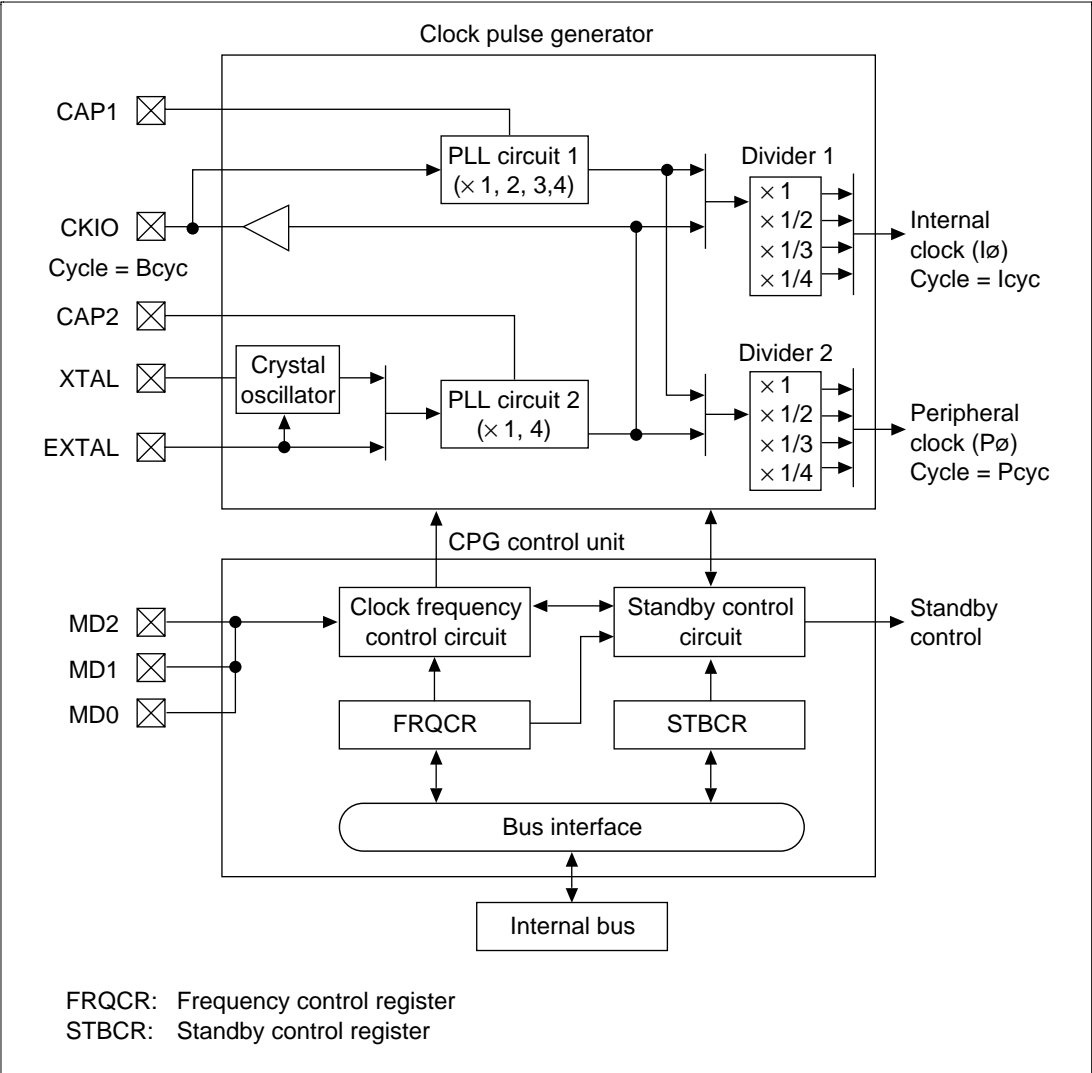 Clock pulse generator
CAP1
PLL circuit 1
(× 1, 2, 3,4)
Divider 1
× 1
× 1/2
× 1/3
× 1/4
CKIO
Cycle = Bcyc
Internal
clock (Iø)
Cycle = Icyc
CAP2
XTAL
Crystal
oscillator
EXTAL
PLL circuit 2
(× 1, 4)
Divider 2
× 1
× 1/2
× 1/3
× 1/4
Peripheral
clock (Pø)
Cycle = Pcyc
CPG control unit
MD2
MD1
MD0
Clock frequency
control circuit
Standby control
circuit
Standby
control
FRQCR
STBCR
Bus interface
Internal bus
FRQCR: Frequency control register
STBCR: Standby control register